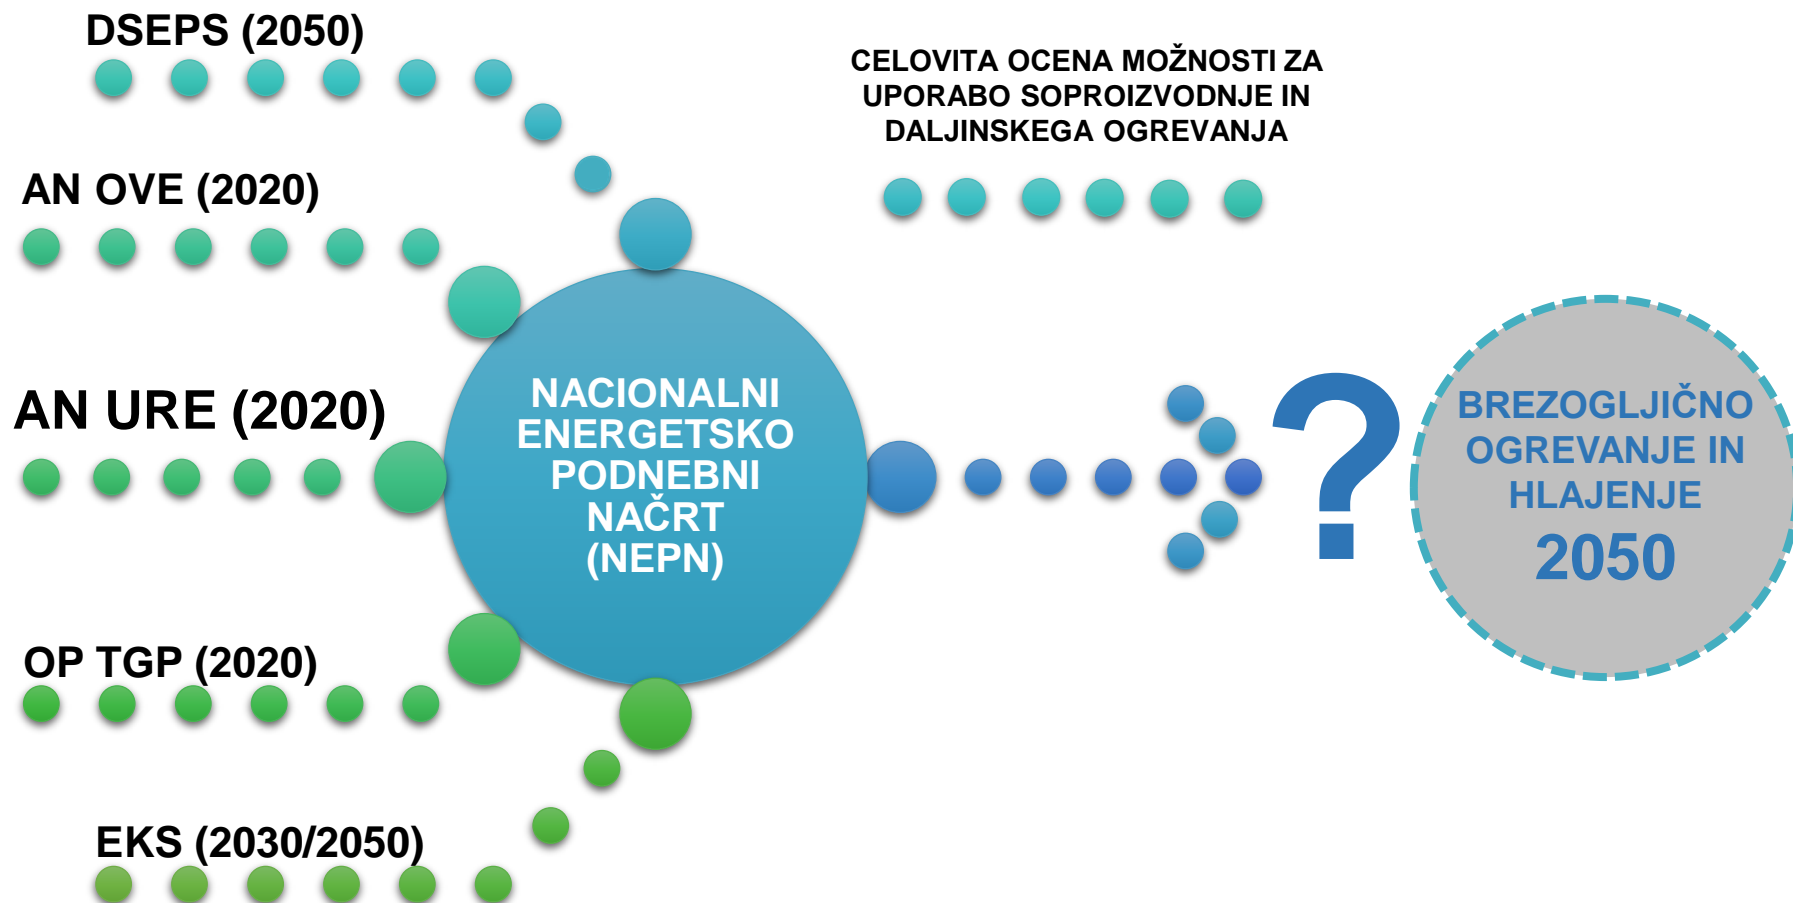 DSEPS (2050)
AN OVE (2020)
AN URE (2020)
OP TGP (2020)
EKS (2030/2050)
NACIONALNI
ENERGETSKO
PODNEBNI
NAČRT
(NEPN)
CELOVITA OCENA MOŽNOSTI ZA
UPORABO SOPROIZVODNJE IN
DALJINSKEGA OGREVANJA
?
BREZOGLJIČNO
OGREVANJE IN
HLAJENJE
2050